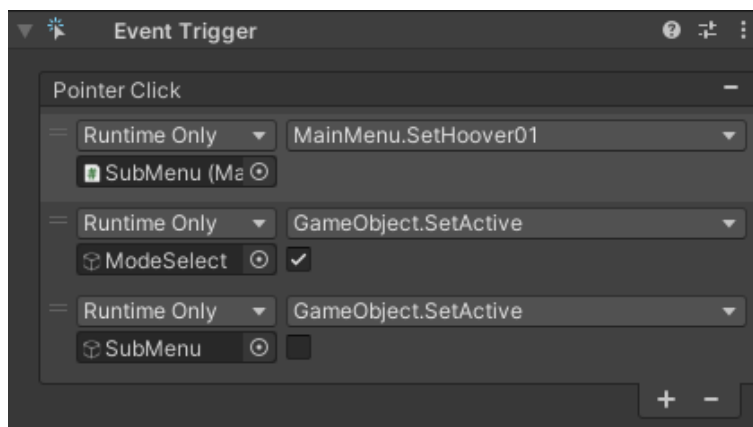 Event Trigger
Pointer Click
Runtime Only MainMenu.SetHoover01
SubMenu (Ma
Runtime Only GameObject.SetActive
ModeSelect
Runtime Only GameObject.SetActive
SubMenu